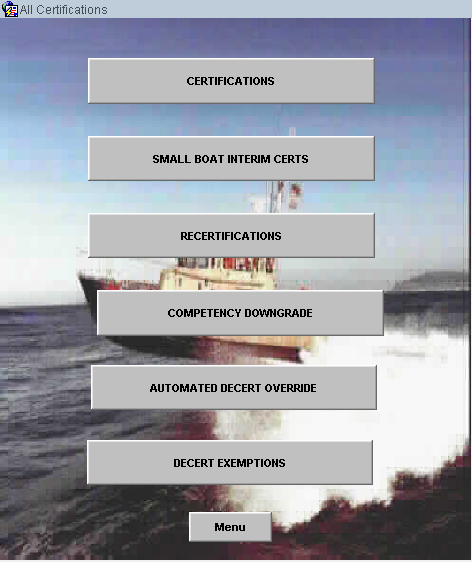 All Certifications
CERTIFICATIONS
SMALL BOAT INTERIM CERTS
RECERTIFICATIONS
COMPETENCY DOWNGRADE
AUTOMATED DECERT OVERRIDE
DECERT EXEMPTIONS
Menu